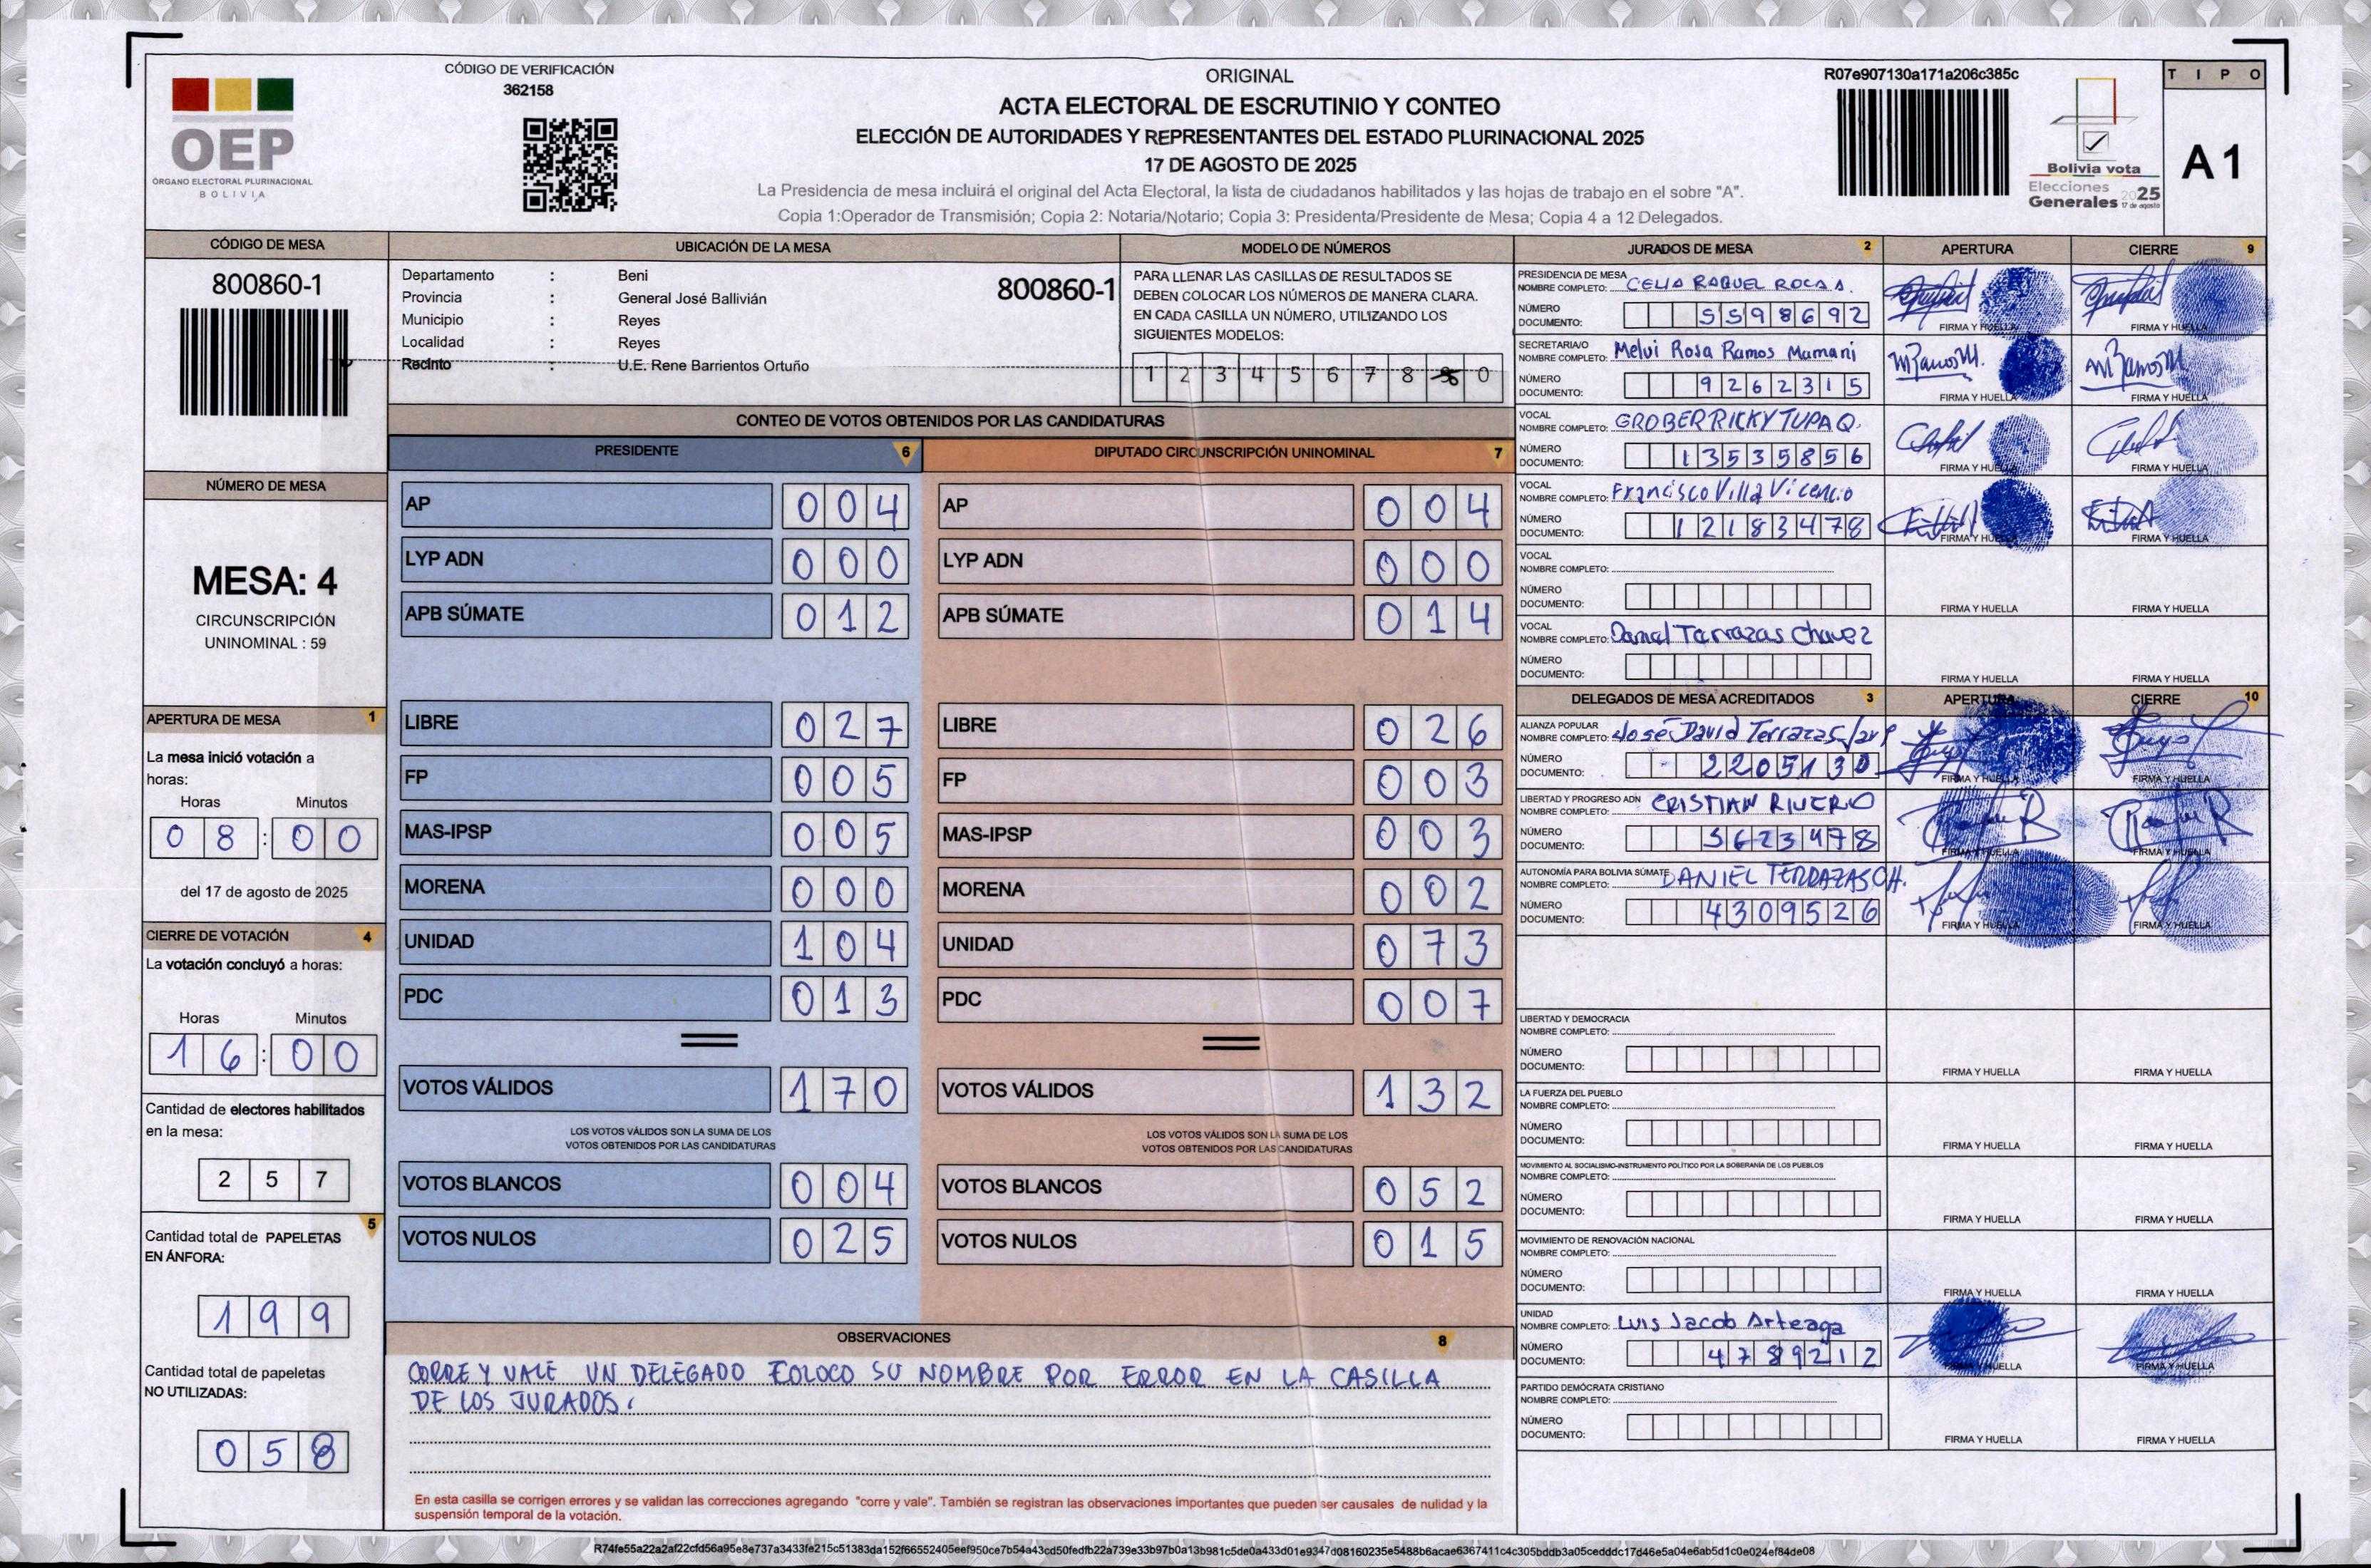 CÓDIGO DE VERIFICACIÓN
362158
OEP
ÓRGANO ELECTORAL PLURINACIONAL
BOLIVIA
ORIGINAL
ACTA ELECTORAL DE ESCRUTINIO Y CONTEO
ELECCIÓN DE AUTORIDADES Y REPRESENTANTES DEL ESTADO PLURINACIONAL 2025
17 DE AGOSTO DE 2025
La Presidencia de mesa incluirá el original del Acta Electoral, la lista de ciudadanos habilitados y las hojas de trabajo en el sobre "A".
Copia 1:Operador de Transmisión; Copia 2: Notaria/Notario; Copia 3: Presidenta/Presidente de Mesa; Copia 4 a 12 Delegados.
R07e907130a171a206c385c
Bolivia vota
Elecciones
Generales 2025
17 de agosto
TIPO
A1
CÓDIGO DE MESA
800860-1
NÚMERO DE MESA
MESA: 4
CIRCUNSCRIPCIÓN
UNINOMINAL : 59
APERTURA DE MESA 1
La mesa inició votación a
horas:
Horas Minutos
08:00
del 17 de agosto de 2025
CIERRE DE VOTACIÓN 4
La votación concluyó a horas:
Horas Minutos
16:00
Cantidad de electores habilitados
en la mesa:
257
5
Cantidad total de PAPELETAS
EN ÁNFORA:
199
Cantidad total de papeletas
NO UTILIZADAS:
058
UBICACIÓN DE LA MESA
Departamento : Beni
800860-1
Provincia : General José Ballivián
Municipio : Reyes
Localidad : Reyes
Recinto : U.E. Rene Barrientos Ortuño
MODELO DE NÚMEROS
PARA LLENAR LAS CASILLAS DE RESULTADOS SE
DEBEN COLOCAR LOS NÚMEROS DE MANERA CLARA.
EN CADA CASILLA UN NÚMERO, UTILIZANDO LOS
SIGUIENTES MODELOS:
1 2 3 4 5 6 7 8 9 0
CONTEO DE VOTOS OBTENIDOS POR LAS CANDIDATURAS
PRESIDENTE 6
AP 004
LYP ADN 000
APB SÚMATE 012
LIBRE 027
FP 005
MAS-IPSP 005
MORENA 000
UNIDAD 104
PDC 013
VOTOS VÁLIDOS 170
LOS VOTOS VÁLIDOS SON LA SUMA DE LOS
VOTOS OBTENIDOS POR LAS CANDIDATURAS
VOTOS BLANCOS 004
VOTOS NULOS 025
DIPUTADO CIRCUNSCRIPCIÓN UNINOMINAL 7
AP 004
LYP ADN 000
APB SÚMATE 014
LIBRE 026
FP 003
MAS-IPSP 003
MORENA 002
UNIDAD 073
PDC 007
VOTOS VÁLIDOS 132
LOS VOTOS VÁLIDOS SON LA SUMA DE LOS
VOTOS OBTENIDOS POR LAS CANDIDATURAS
VOTOS BLANCOS 052
VOTOS NULOS 015
OBSERVACIONES 8
CORRE Y VALE UN DELEGADO COLOCO SU NOMBRE POR ERROR EN LA CASILLA
DE LOS JURADOS.
En esta casilla se corrigen errores y se validan las correcciones agregando "corre y vale". También se registran las observaciones importantes que pueden ser causales de nulidad y la
suspensión temporal de la votación.
JURADOS DE MESA 2 APERTURA CIERRE 9
PRESIDENCIA DE MESA
NOMBRE COMPLETO: CELIA RAQUEL ROCA A.
NÚMERO
DOCUMENTO: 5598692
FIRMA Y HUELLA FIRMA Y HUELLA
SECRETARIA/O
NOMBRE COMPLETO: Melvi Rosa Ramos Mamani
NÚMERO
DOCUMENTO: 9262315
FIRMA Y HUELLA FIRMA Y HUELLA
VOCAL
NOMBRE COMPLETO: GROBER RICKY TUPA Q.
NÚMERO
DOCUMENTO: 13535856
FIRMA Y HUELLA FIRMA Y HUELLA
VOCAL
NOMBRE COMPLETO: Francisco Villa Vicencio
NÚMERO
DOCUMENTO: 12183478
FIRMA Y HUELLA FIRMA Y HUELLA
VOCAL
NOMBRE COMPLETO:
NÚMERO
DOCUMENTO:
FIRMA Y HUELLA FIRMA Y HUELLA
VOCAL
NOMBRE COMPLETO: Daniel Tarrazas Chavez
NÚMERO
DOCUMENTO:
FIRMA Y HUELLA FIRMA Y HUELLA
DELEGADOS DE MESA ACREDITADOS 3 APERTURA CIERRE 10
ALIANZA POPULAR
NOMBRE COMPLETO: José David Terrazas
NÚMERO
DOCUMENTO: 2205130
FIRMA Y HUELLA FIRMA Y HUELLA
LIBERTAD Y PROGRESO ADN
NOMBRE COMPLETO: CRISTIAN RIVERO
NÚMERO
DOCUMENTO: 5623478
FIRMA Y HUELLA FIRMA Y HUELLA
AUTONOMÍA PARA BOLIVIA SÚMATE
NOMBRE COMPLETO: DANIEL TERRAZAS CH.
NÚMERO
DOCUMENTO: 4309526
FIRMA Y HUELLA FIRMA Y HUELLA
LIBERTAD Y DEMOCRACIA
NOMBRE COMPLETO:
NÚMERO
DOCUMENTO:
FIRMA Y HUELLA FIRMA Y HUELLA
LA FUERZA DEL PUEBLO
NOMBRE COMPLETO:
NÚMERO
DOCUMENTO:
FIRMA Y HUELLA FIRMA Y HUELLA
MOVIMIENTO AL SOCIALISMO-INSTRUMENTO POLÍTICO POR LA SOBERANÍA DE LOS PUEBLOS
NOMBRE COMPLETO:
NÚMERO
DOCUMENTO:
FIRMA Y HUELLA FIRMA Y HUELLA
MOVIMIENTO DE RENOVACIÓN NACIONAL
NOMBRE COMPLETO:
NÚMERO
DOCUMENTO:
FIRMA Y HUELLA FIRMA Y HUELLA
UNIDAD
NOMBRE COMPLETO: Luis Jacob Arteaga
NÚMERO
DOCUMENTO: 4789212
FIRMA Y HUELLA FIRMA Y HUELLA
PARTIDO DEMÓCRATA CRISTIANO
NOMBRE COMPLETO:
NÚMERO
DOCUMENTO:
FIRMA Y HUELLA FIRMA Y HUELLA